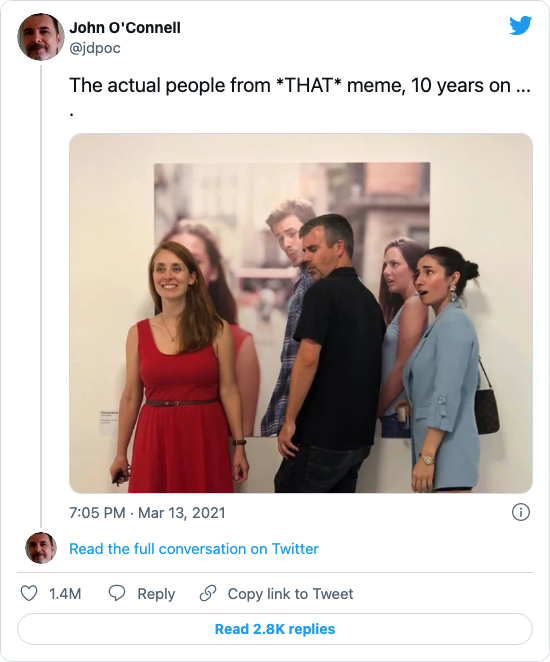 John O'Connell
@jdpoc
The actual people from *THAT* meme, 10 years on ...
.
7:05 PM · Mar 13, 2021
Read the full conversation on Twitter
1.4M Reply Copy link to Tweet
Read 2.8K replies